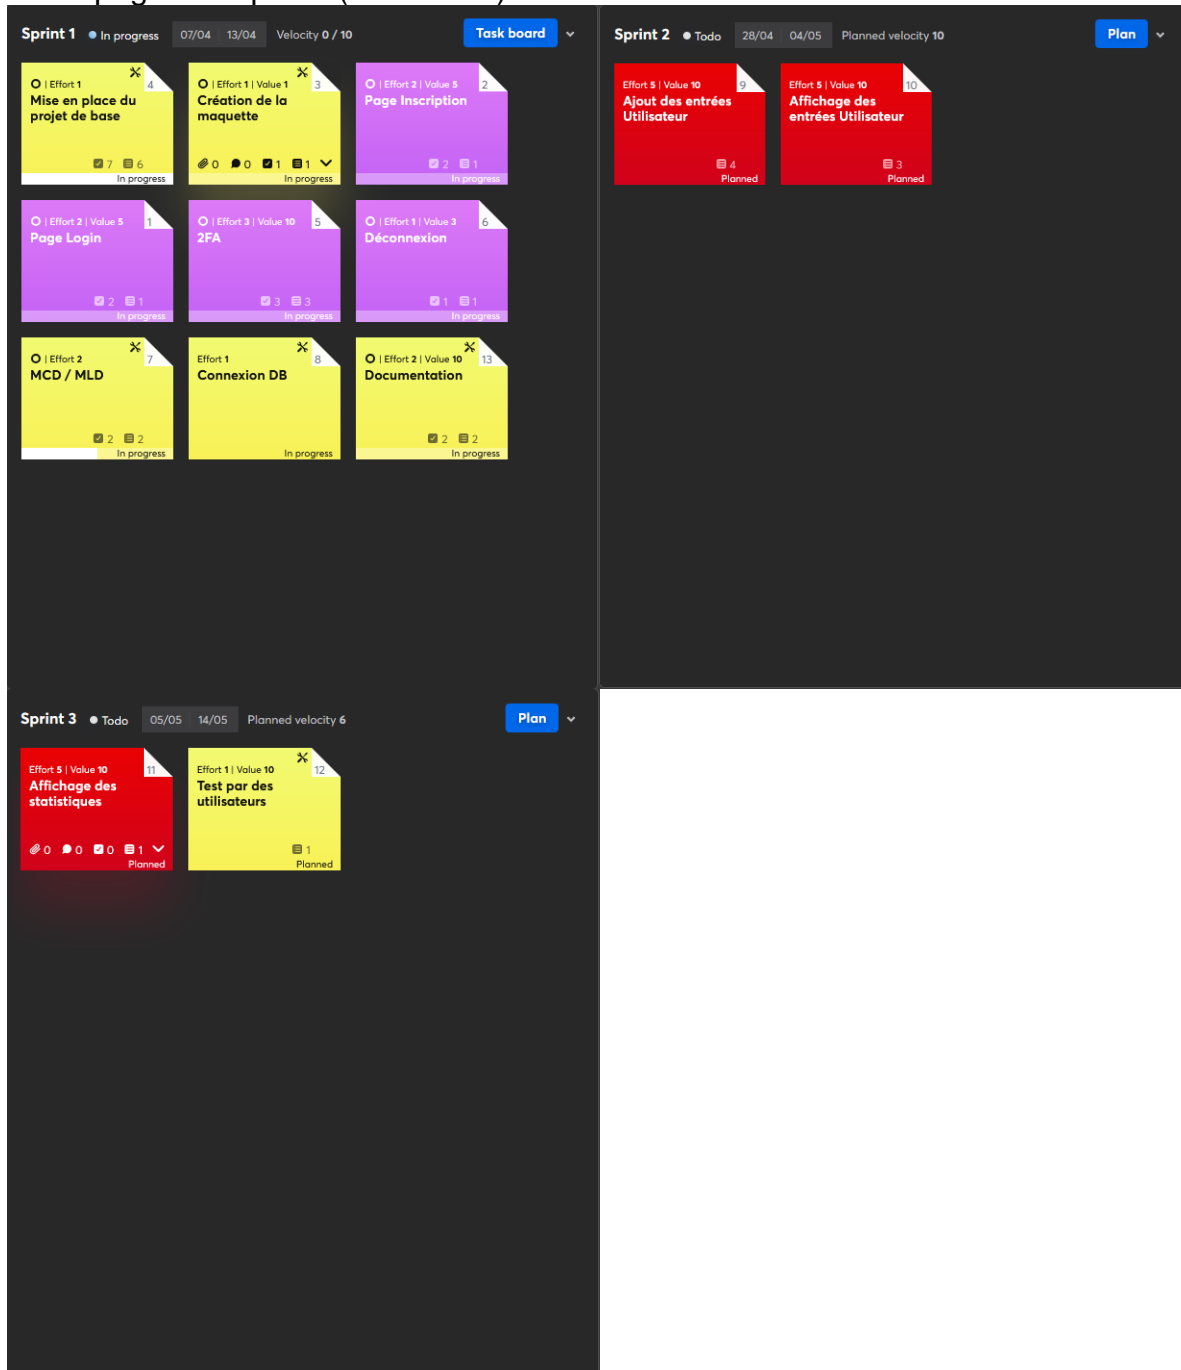 Sprint 1 In progress 07/04 13/04 Velocity 0 / 10 Task board
| Effort 1 4
Mise en place du
projet de base
7 6
In progress
| Effort 1 | Value 1 3
Création de la
maquette
0 0 1 1
In progress
| Effort 2 | Value 5 2
Page Inscription
2 1
In progress
| Effort 2 | Value 5 1
Page Login
2 1
In progress
| Effort 3 | Value 10 5
2FA
3 3
In progress
| Effort 1 | Value 3 6
Déconnexion
1 1
In progress
| Effort 2 7
MCD / MLD
2 2
In progress
Effort 1 8
Connexion DB
In progress
| Effort 2 | Value 10 13
Documentation
2 2
In progress
Sprint 2 Todo 28/04 04/05 Planned velocity 10 Plan
Effort 5 | Value 10 9
Ajout des entrées
Utilisateur
4
Planned
Effort 5 | Value 10 10
Affichage des
entrées Utilisateur
3
Planned
Sprint 3 Todo 05/05 14/05 Planned velocity 6 Plan
Effort 5 | Value 10 11
Affichage des
statistiques
0 0 0 1
Planned
Effort 1 | Value 10 12
Test par des
utilisateurs
1
Planned